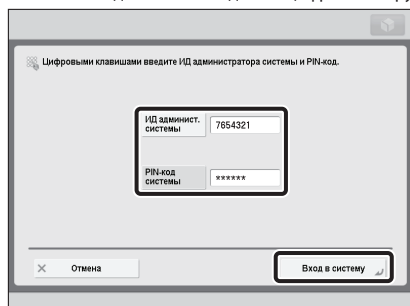 Цифровыми клавишами введите ИД администратора системы и PIN-код.
ИД админист.
системы
7654321
PIN-код
системы
******
Отмена
Вход в систему